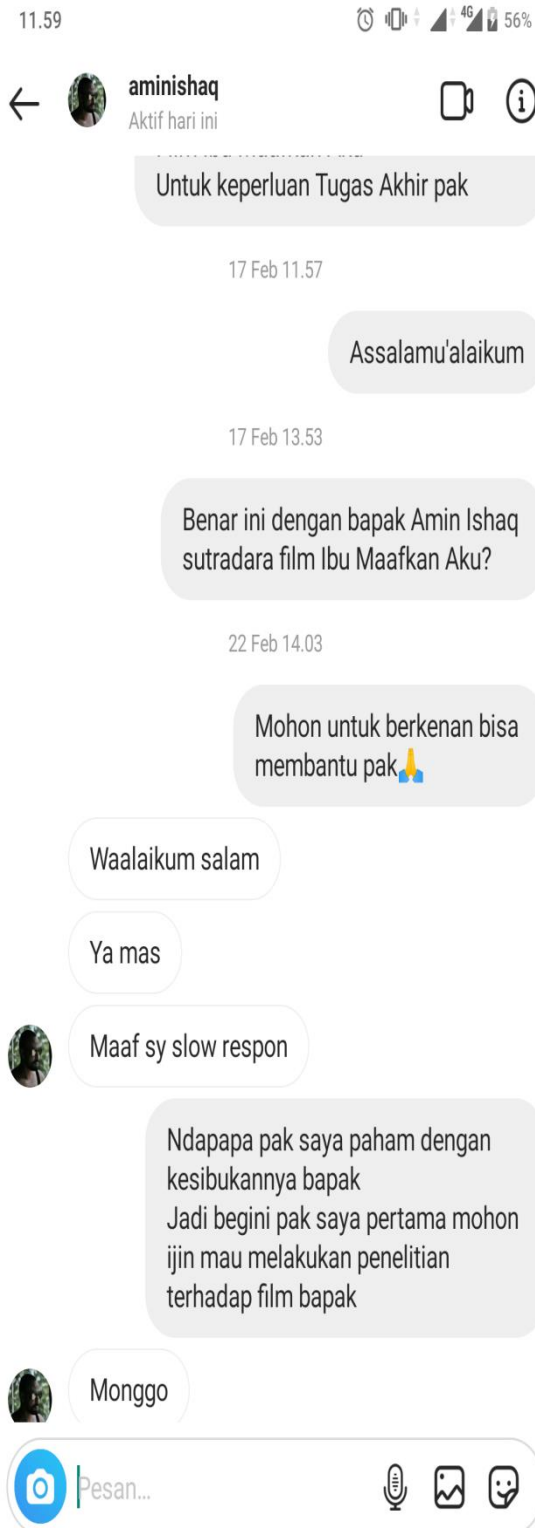 11.59
4G 56%
aminishaq
Aktif hari ini
Untuk keperluan Tugas Akhir pak
17 Feb 11.57
Assalamu'alaikum
17 Feb 13.53
Benar ini dengan bapak Amin Ishaq
sutradara film Ibu Maafkan Aku?
22 Feb 14.03
Mohon untuk berkenan bisa
membantu pak🙏
Waalaikum salam
Ya mas
Maaf sy slow respon
Ndapapa pak saya paham dengan
kesibukannya bapak
Jadi begini pak saya pertama mohon
ijin mau melakukan penelitian
terhadap film bapak
Monggo
Pesan...